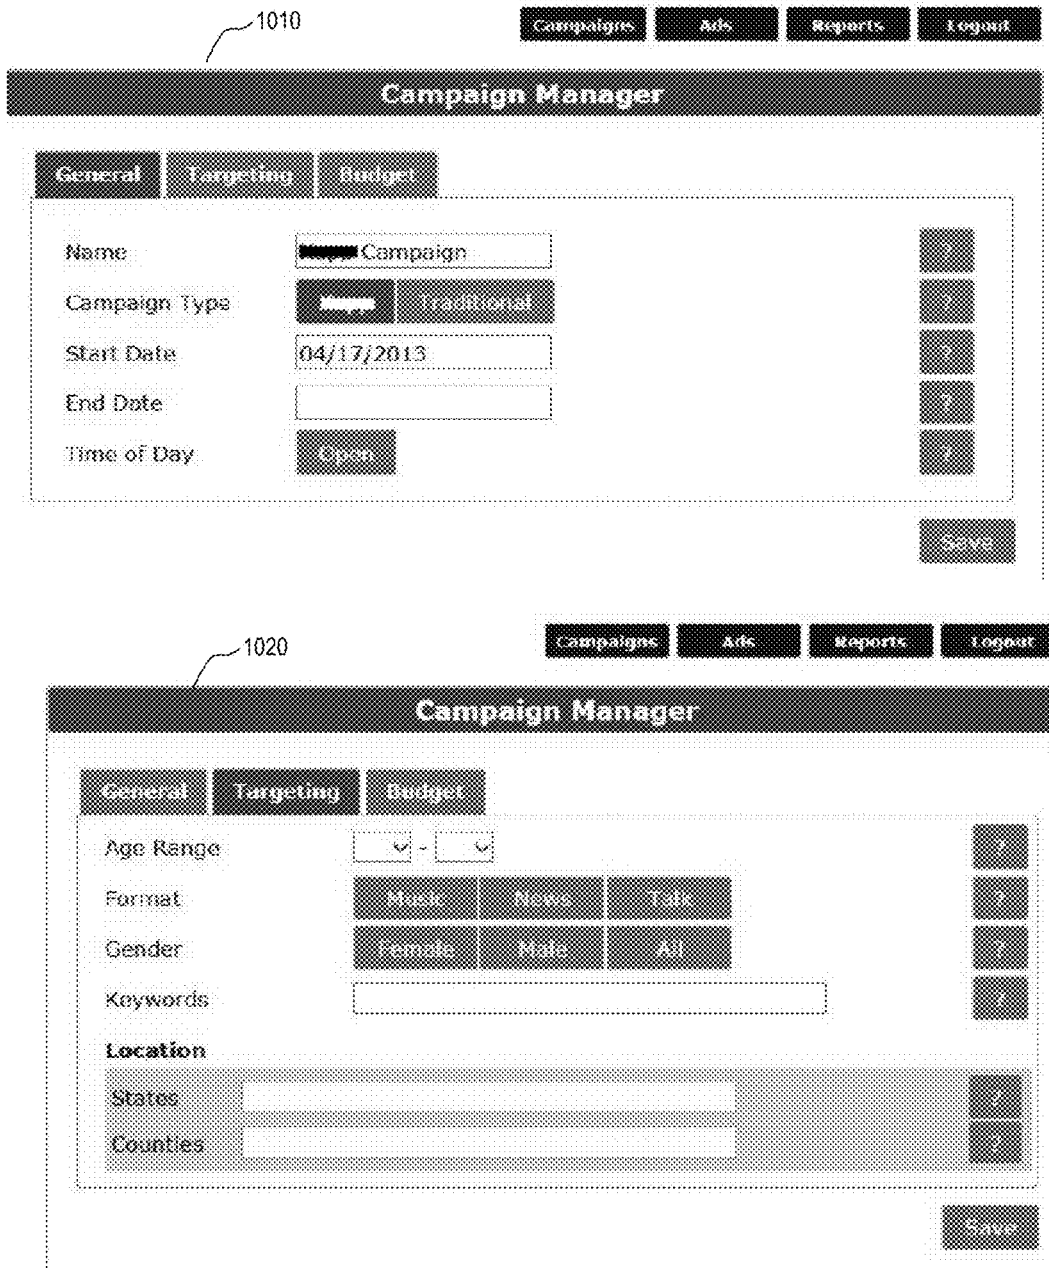 1010
Campaigns Ads Reports Logout
Campaign Manager
General Targeting Budget
Name Campaign ?
Campaign Type Traditional ?
Start Date 04/17/2013 ?
End Date ?
Time of Day Open ?
Save
1020
Campaigns Ads Reports Logout
Campaign Manager
General Targeting Budget
Age Range - ?
Format Music News Talk ?
Gender Female Male All ?
Keywords ?
Location
States ?
Counties ?
Save